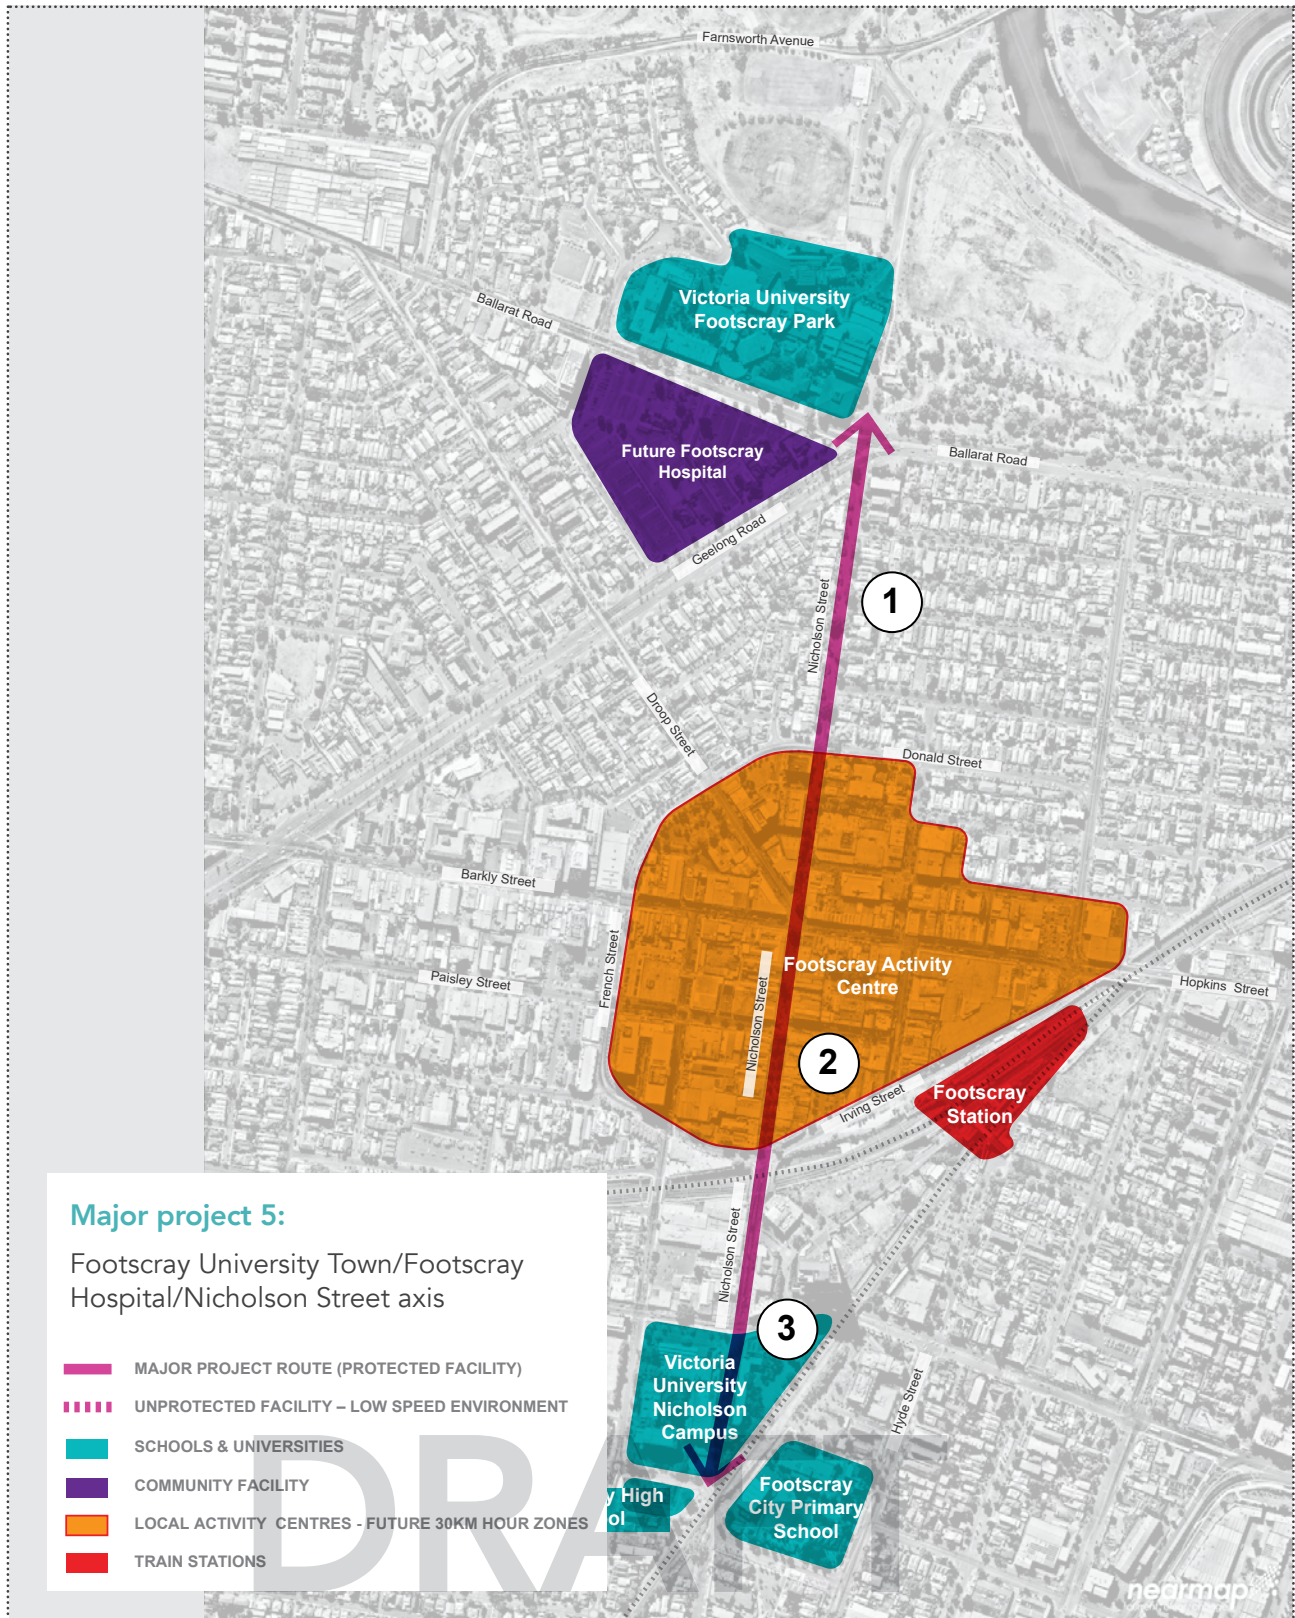 Farnsworth Avenue
Victoria University
Footscray Park
Ballarat Road
Future Footscray
Hospital
Ballarat Road
Geelong Road
1
Nicholson Street
Droop Street
Donald Street
Barkly Street
French Street
Paisley Street
Nicholson Street
Footscray Activity
Centre
Hopkins Street
2
Irving Street
Footscray
Station
Nicholson Street
3
Victoria
University
Nicholson
Campus
Hyde Street
y High
ol
Footscray
City Primary
School
Major project 5:
Footscray University Town/Footscray
Hospital/Nicholson Street axis
MAJOR PROJECT ROUTE (PROTECTED FACILITY)
UNPROTECTED FACILITY – LOW SPEED ENVIRONMENT
SCHOOLS & UNIVERSITIES
COMMUNITY FACILITY
LOCAL ACTIVITY CENTRES - FUTURE 30KM HOUR ZONES
TRAIN STATIONS
DRAFT
nearmap